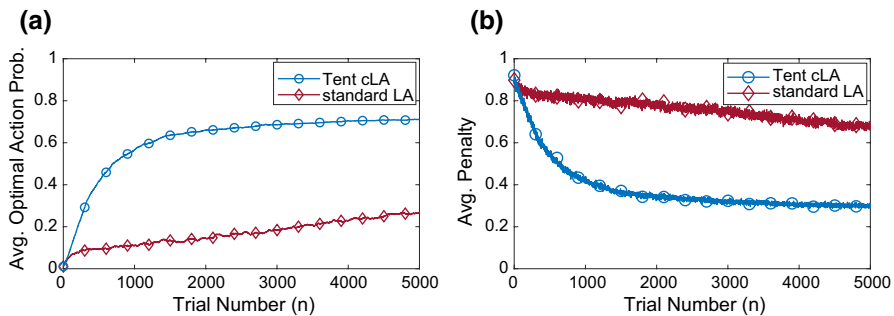 (a)
Avg. Optimal Action Prob.
1
0.8
0.6
0.4
0.2
0
0 1000 2000 3000 4000 5000
Trial Number (n)
Tent cLA
standard LA
(b)
Avg. Penalty
1
0.8
0.6
0.4
0.2
0
0 1000 2000 3000 4000 5000
Trial Number (n)
Tent cLA
standard LA